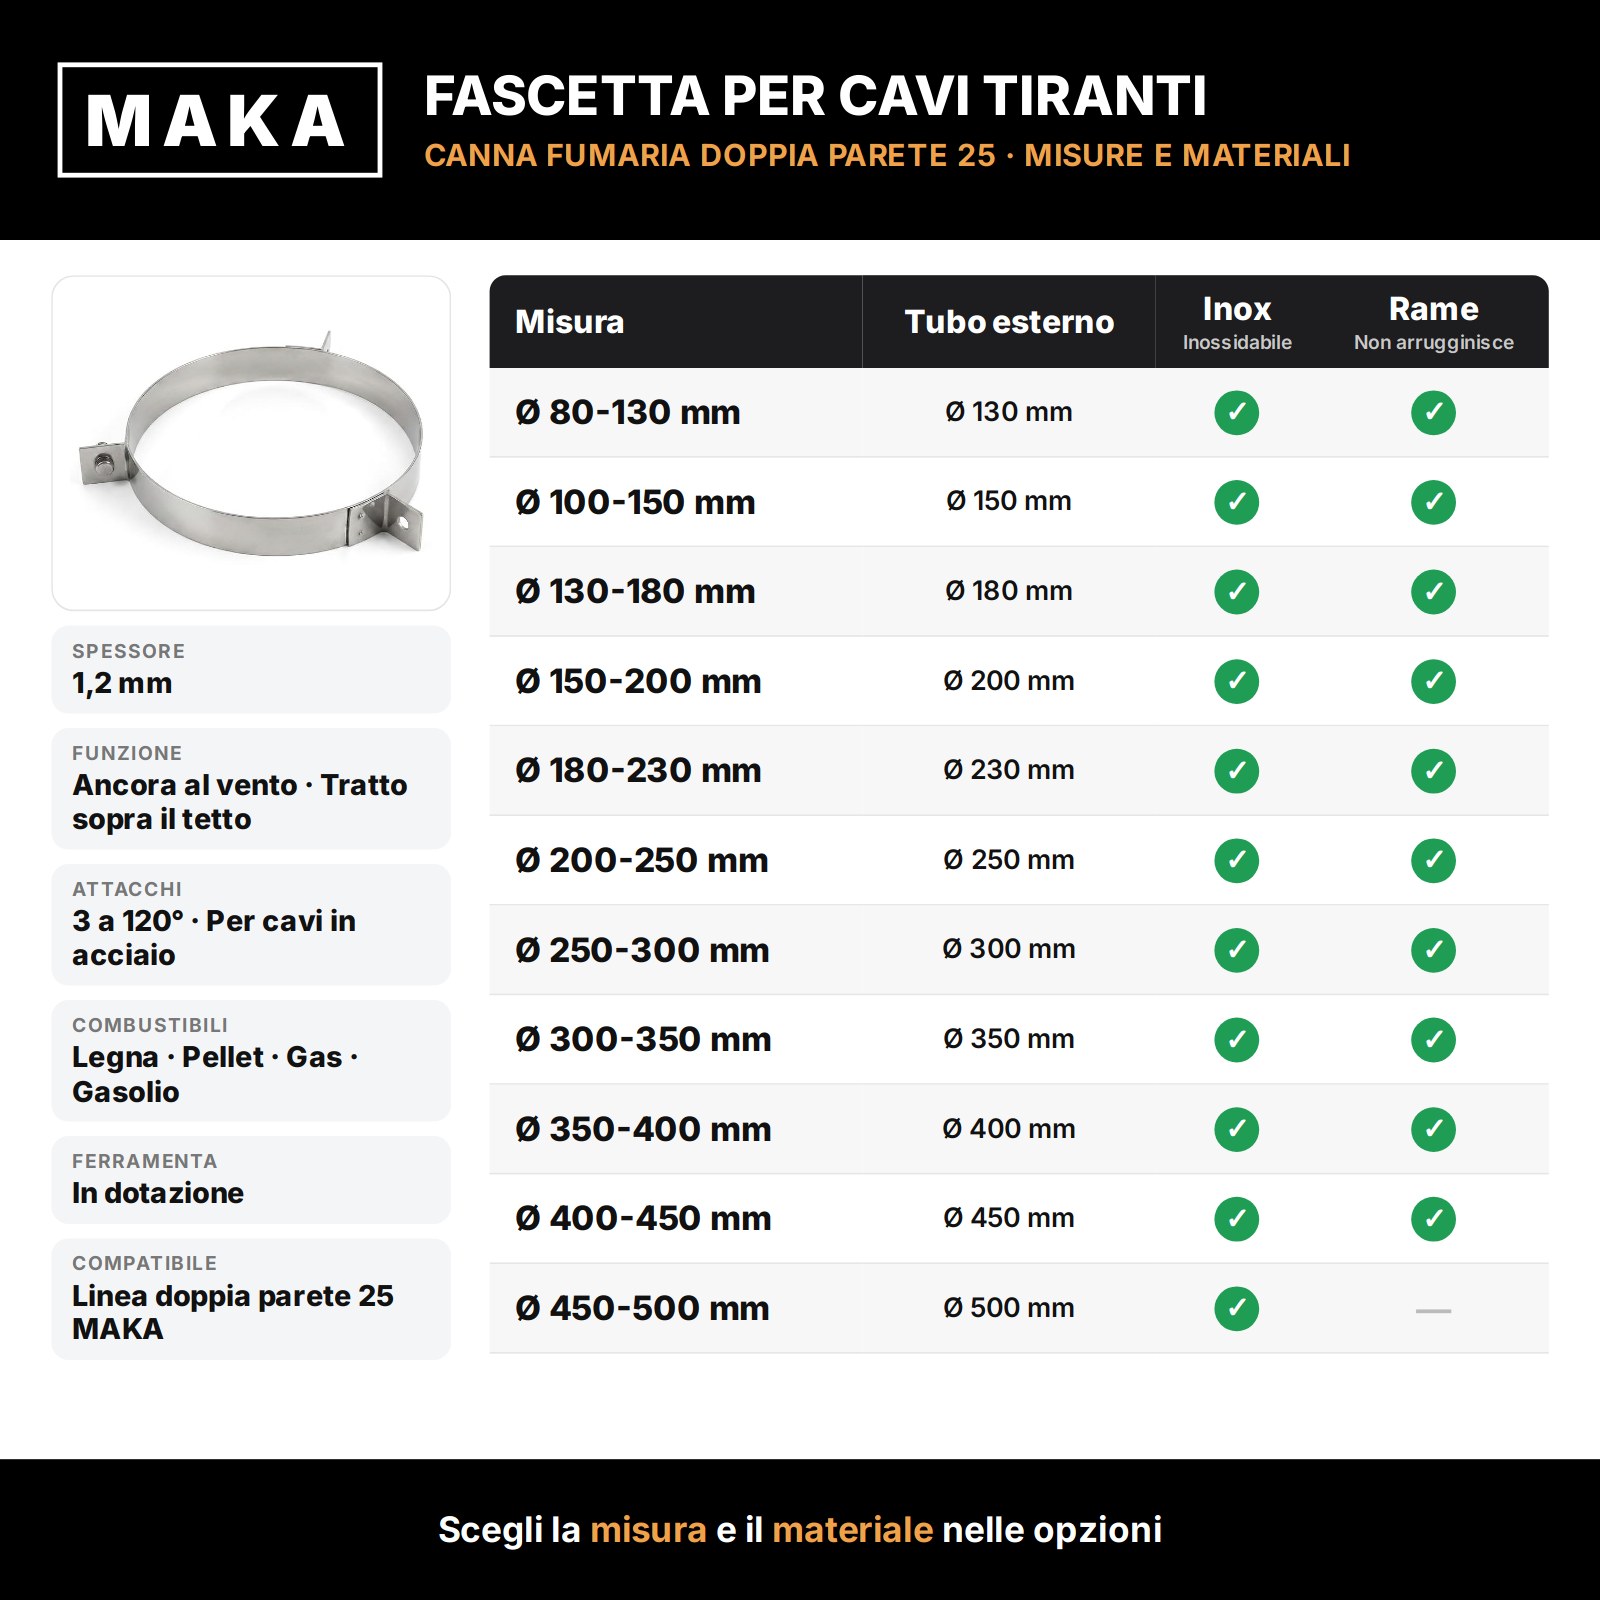 MAKA
FASCETTA PER CAVI TIRANTI
CANNA FUMARIA DOPPIA PARETE 25 · MISURE E MATERIALI
SPESSORE
1,2 mm
FUNZIONE
Ancora al vento · Tratto
sopra il tetto
ATTACCHI
3 a 120° · Per cavi in
acciaio
COMBUSTIBILI
Legna · Pellet · Gas ·
Gasolio
FERRAMENTA
In dotazione
COMPATIBILE
Linea doppia parete 25
MAKA
Misura Tubo esterno Inox Rame
Inossidabile Non arrugginisce
Ø 80-130 mm Ø 130 mm ✓ ✓
Ø 100-150 mm Ø 150 mm ✓ ✓
Ø 130-180 mm Ø 180 mm ✓ ✓
Ø 150-200 mm Ø 200 mm ✓ ✓
Ø 180-230 mm Ø 230 mm ✓ ✓
Ø 200-250 mm Ø 250 mm ✓ ✓
Ø 250-300 mm Ø 300 mm ✓ ✓
Ø 300-350 mm Ø 350 mm ✓ ✓
Ø 350-400 mm Ø 400 mm ✓ ✓
Ø 400-450 mm Ø 450 mm ✓ ✓
Ø 450-500 mm Ø 500 mm ✓ —
Scegli la misura e il materiale nelle opzioni